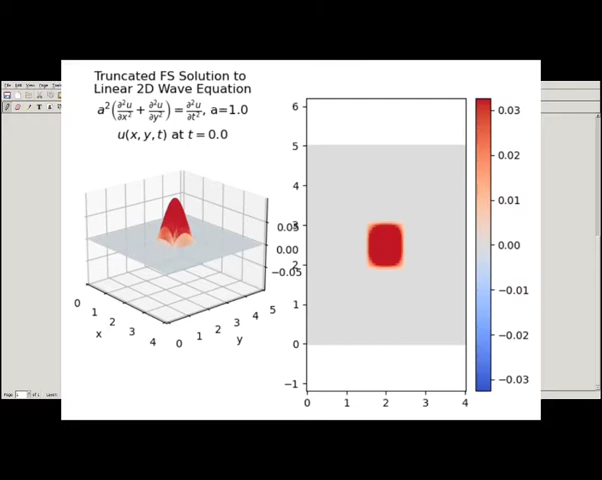 Truncated FS Solution to
Linear 2D Wave Equation
a²(∂²u/∂x² + ∂²u/∂y²) = ∂²u/∂t², a=1.0
u(x, y, t) at t = 0.0
0.05
0.00
−0.05
0 1 2 3 4
x
0 1 2 3 4 5
y
6
5
4
3
2
1
0
−1
0 1 2 3 4
0.03
0.02
0.01
0.00
−0.01
−0.02
−0.03